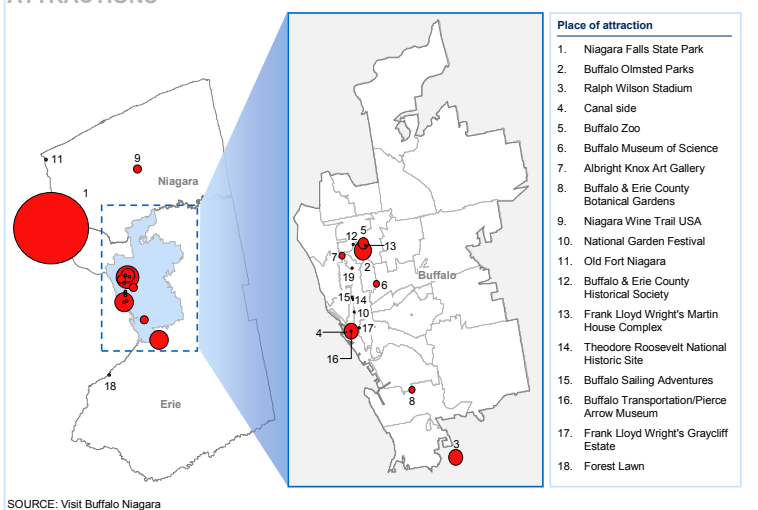 ATTRACTIONS
11
9
Niagara
1
18
Erie
5
12
13
7
2
19
Buffalo
6
15
14
10
17
4
16
8
3
Place of attraction
1. Niagara Falls State Park
2. Buffalo Olmsted Parks
3. Ralph Wilson Stadium
4. Canal side
5. Buffalo Zoo
6. Buffalo Museum of Science
7. Albright Knox Art Gallery
8. Buffalo & Erie County
Botanical Gardens
9. Niagara Wine Trail USA
10. National Garden Festival
11. Old Fort Niagara
12. Buffalo & Erie County
Historical Society
13. Frank Lloyd Wright's Martin
House Complex
14. Theodore Roosevelt National
Historic Site
15. Buffalo Sailing Adventures
16. Buffalo Transportation/Pierce
Arrow Museum
17. Frank Lloyd Wright's Graycliff
Estate
18. Forest Lawn
SOURCE: Visit Buffalo Niagara